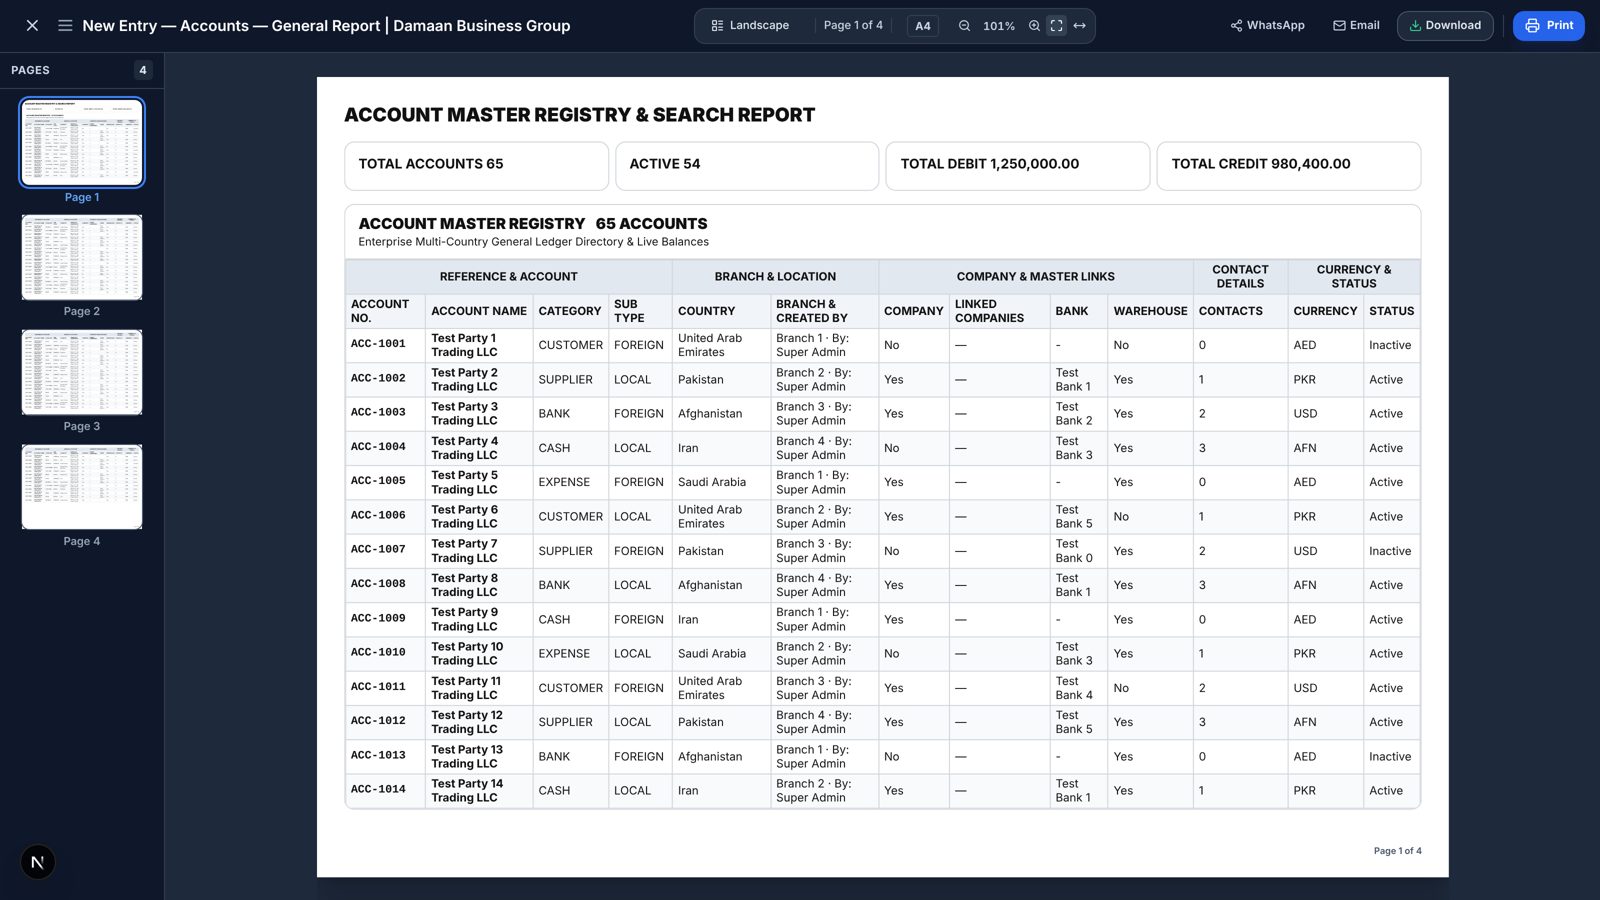 New Entry — Accounts — General Report | Damaan Business Group
Landscape
Page 1 of 4
A4
101%
WhatsApp
Email
Download
Print
PAGES 4
Page 1
Page 2
Page 3
Page 4
N
ACCOUNT MASTER REGISTRY & SEARCH REPORT
TOTAL ACCOUNTS 65
ACTIVE 54
TOTAL DEBIT 1,250,000.00
TOTAL CREDIT 980,400.00
ACCOUNT MASTER REGISTRY 65 ACCOUNTS
Enterprise Multi-Country General Ledger Directory & Live Balances
REFERENCE & ACCOUNT BRANCH & LOCATION COMPANY & MASTER LINKS CONTACT DETAILS CURRENCY & STATUS
ACCOUNT NO. ACCOUNT NAME CATEGORY SUB TYPE COUNTRY BRANCH & CREATED BY COMPANY LINKED COMPANIES BANK WAREHOUSE CONTACTS CURRENCY STATUS
ACC-1001 Test Party 1 Trading LLC CUSTOMER FOREIGN United Arab Emirates Branch 1 · By: Super Admin No — - No 0 AED Inactive
ACC-1002 Test Party 2 Trading LLC SUPPLIER LOCAL Pakistan Branch 2 · By: Super Admin Yes — Test Bank 1 Yes 1 PKR Active
ACC-1003 Test Party 3 Trading LLC BANK FOREIGN Afghanistan Branch 3 · By: Super Admin Yes — Test Bank 2 Yes 2 USD Active
ACC-1004 Test Party 4 Trading LLC CASH LOCAL Iran Branch 4 · By: Super Admin No — Test Bank 3 Yes 3 AFN Active
ACC-1005 Test Party 5 Trading LLC EXPENSE FOREIGN Saudi Arabia Branch 1 · By: Super Admin Yes — - Yes 0 AED Active
ACC-1006 Test Party 6 Trading LLC CUSTOMER LOCAL United Arab Emirates Branch 2 · By: Super Admin Yes — Test Bank 5 No 1 PKR Active
ACC-1007 Test Party 7 Trading LLC SUPPLIER FOREIGN Pakistan Branch 3 · By: Super Admin No — Test Bank 0 Yes 2 USD Inactive
ACC-1008 Test Party 8 Trading LLC BANK LOCAL Afghanistan Branch 4 · By: Super Admin Yes — Test Bank 1 Yes 3 AFN Active
ACC-1009 Test Party 9 Trading LLC CASH FOREIGN Iran Branch 1 · By: Super Admin Yes — - Yes 0 AED Active
ACC-1010 Test Party 10 Trading LLC EXPENSE LOCAL Saudi Arabia Branch 2 · By: Super Admin No — Test Bank 3 Yes 1 PKR Active
ACC-1011 Test Party 11 Trading LLC CUSTOMER FOREIGN United Arab Emirates Branch 3 · By: Super Admin Yes — Test Bank 4 No 2 USD Active
ACC-1012 Test Party 12 Trading LLC SUPPLIER LOCAL Pakistan Branch 4 · By: Super Admin Yes — Test Bank 5 Yes 3 AFN Active
ACC-1013 Test Party 13 Trading LLC BANK FOREIGN Afghanistan Branch 1 · By: Super Admin No — - Yes 0 AED Inactive
ACC-1014 Test Party 14 Trading LLC CASH LOCAL Iran Branch 2 · By: Super Admin Yes — Test Bank 1 Yes 1 PKR Active
Page 1 of 4